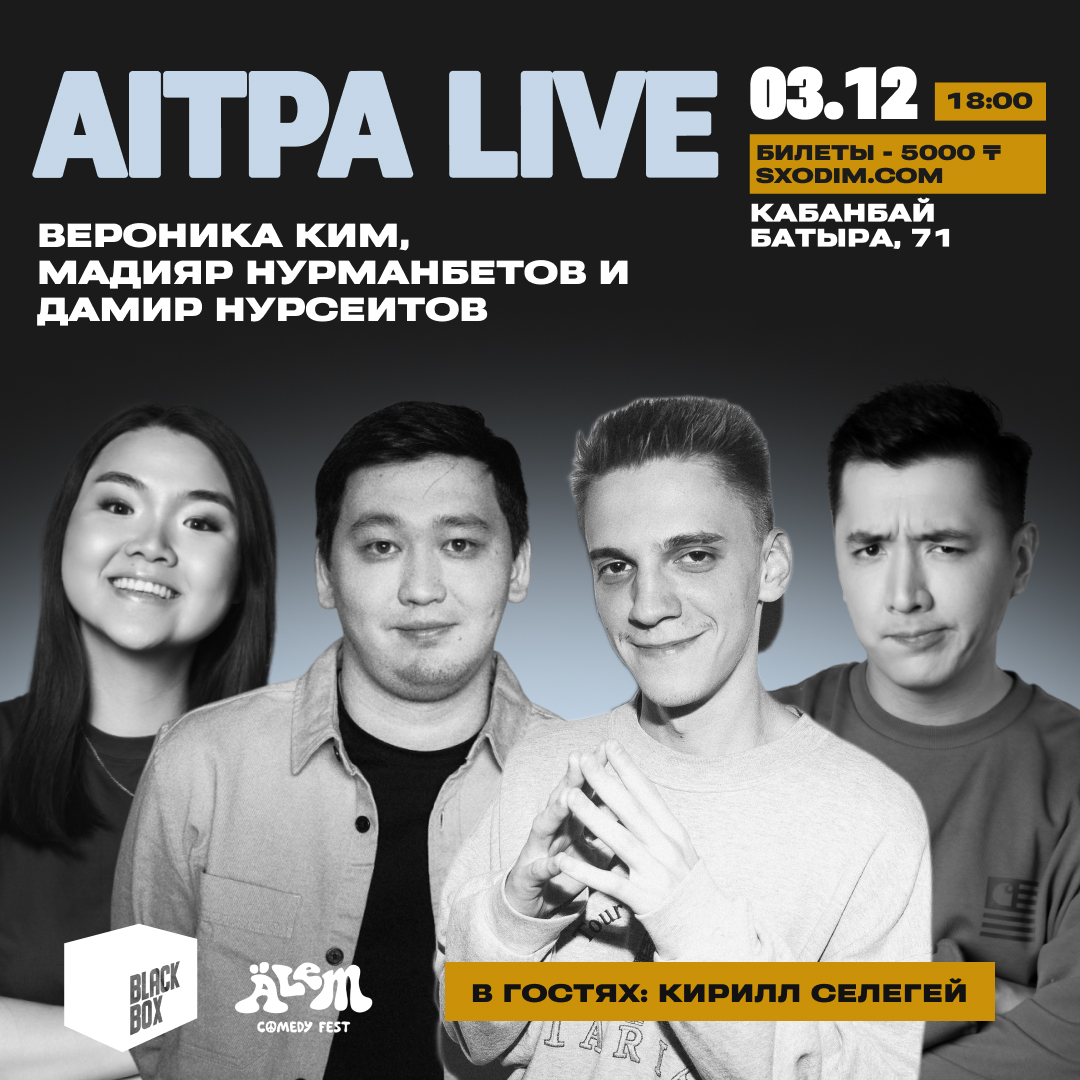 AITPA LIVE
03.12
18:00
БИЛЕТЫ - 5000 ₸
SXODIM.COM
КАБАНБАЙ
БАТЫРА, 71
ВЕРОНИКА КИМ,
МАДИЯР НУРМАНБЕТОВ И
ДАМИР НУРСЕИТОВ
Tour
BLACK
BOX
ÄLEM
COMEDY FEST
В ГОСТЯХ: КИРИЛЛ СЕЛЕГЕЙ